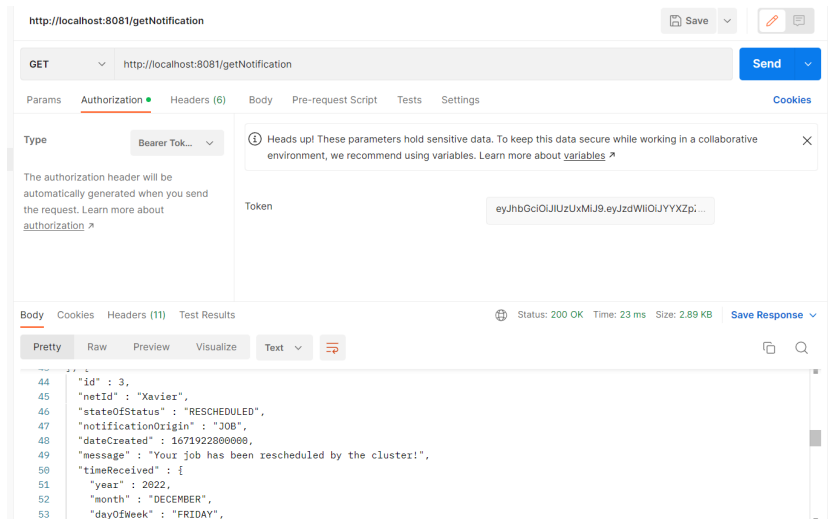 http://localhost:8081/getNotification
Save
GET
http://localhost:8081/getNotification
Send
Params Authorization Headers (6) Body Pre-request Script Tests Settings Cookies
Type
Bearer Tok...
Heads up! These parameters hold sensitive data. To keep this data secure while working in a collaborative
environment, we recommend using variables. Learn more about variables ↗
The authorization header will be
automatically generated when you send
the request. Learn more about
authorization ↗
Token
Body Cookies Headers (11) Test Results
Status: 200 OK Time: 23 ms Size: 2.89 KB Save Response
Pretty Raw Preview Visualize Text
44 "id" : 3,
45 "netId" : "Xavier",
46 "stateOfStatus" : "RESCHEDULED",
47 "notificationOrigin" : "JOB",
48 "dateCreated" : 1671922800000,
49 "message" : "Your job has been rescheduled by the cluster!",
50 "timeReceived" : {
51 "year" : 2022,
52 "month" : "DECEMBER",
53 "dayOfWeek" : "FRIDAY",